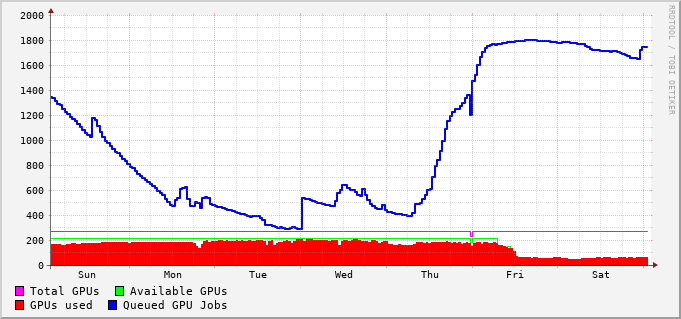 2000
1800
1600
1400
1200
1000
800
600
400
200
0
Sun Mon Tue Wed Thu Fri Sat
Total GPUs Available GPUs
GPUs used Queued GPU Jobs
RRDTOOL / TOBI OETIKER